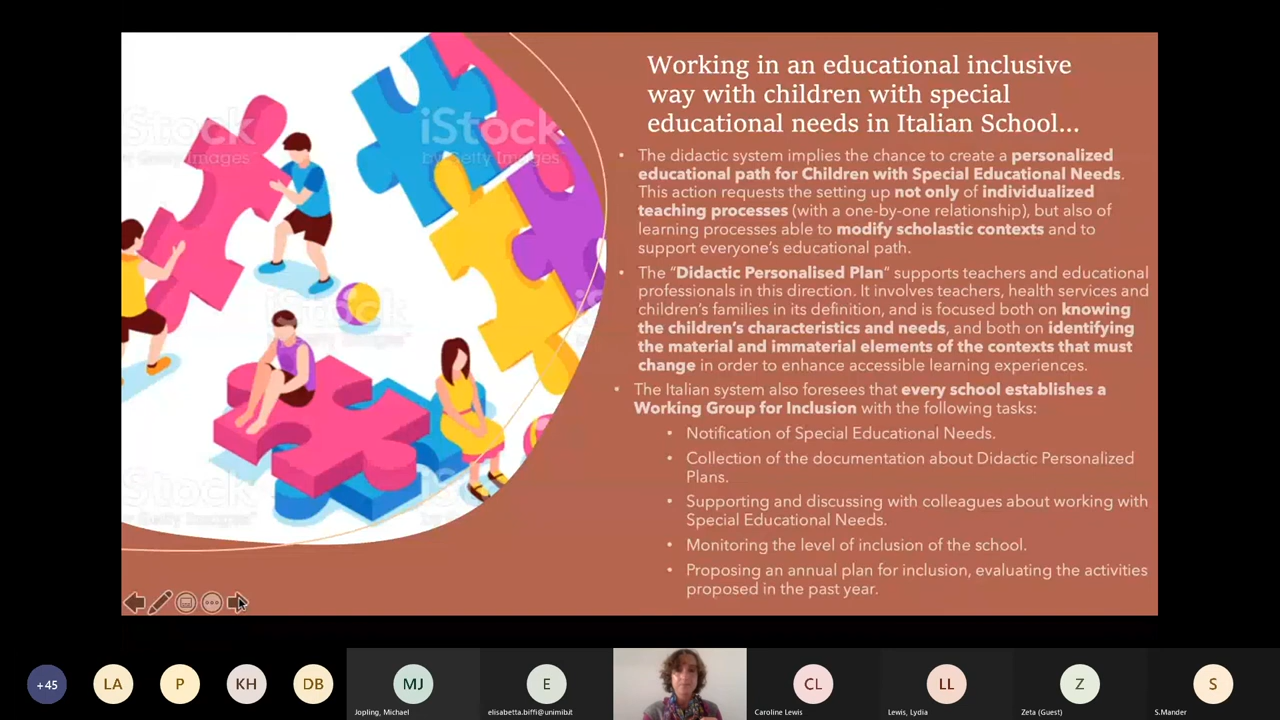 Working in an educational inclusive
way with children with special
educational needs in Italian School...
• The didactic system implies the chance to create a personalized
educational path for Children with Special Educational Needs.
This action requests the setting up not only of individualized
teaching processes (with a one-by-one relationship), but also of
learning processes able to modify scholastic contexts and to
support everyone's educational path.
• The "Didactic Personalised Plan" supports teachers and educational
professionals in this direction. It involves teachers, health services and
children's families in its definition, and is focused both on knowing
the children's characteristics and needs, and both on identifying
the material and immaterial elements of the contexts that must
change in order to enhance accessible learning experiences.
• The Italian system also foresees that every school establishes a
Working Group for Inclusion with the following tasks:
• Notification of Special Educational Needs.
• Collection of the documentation about Didactic Personalized
Plans.
• Supporting and discussing with colleagues about working with
Special Educational Needs.
• Monitoring the level of inclusion of the school.
• Proposing an annual plan for inclusion, evaluating the activities
proposed in the past year.
iStock
by Getty Images
+45
LA
P
KH
DB
MJ
Jopling, Michael
E
elisabetta.biffi@unimib.it
CL
Caroline Lewis
LL
Lewis, Lydia
Z
Zeta (Guest)
S
S.Mander